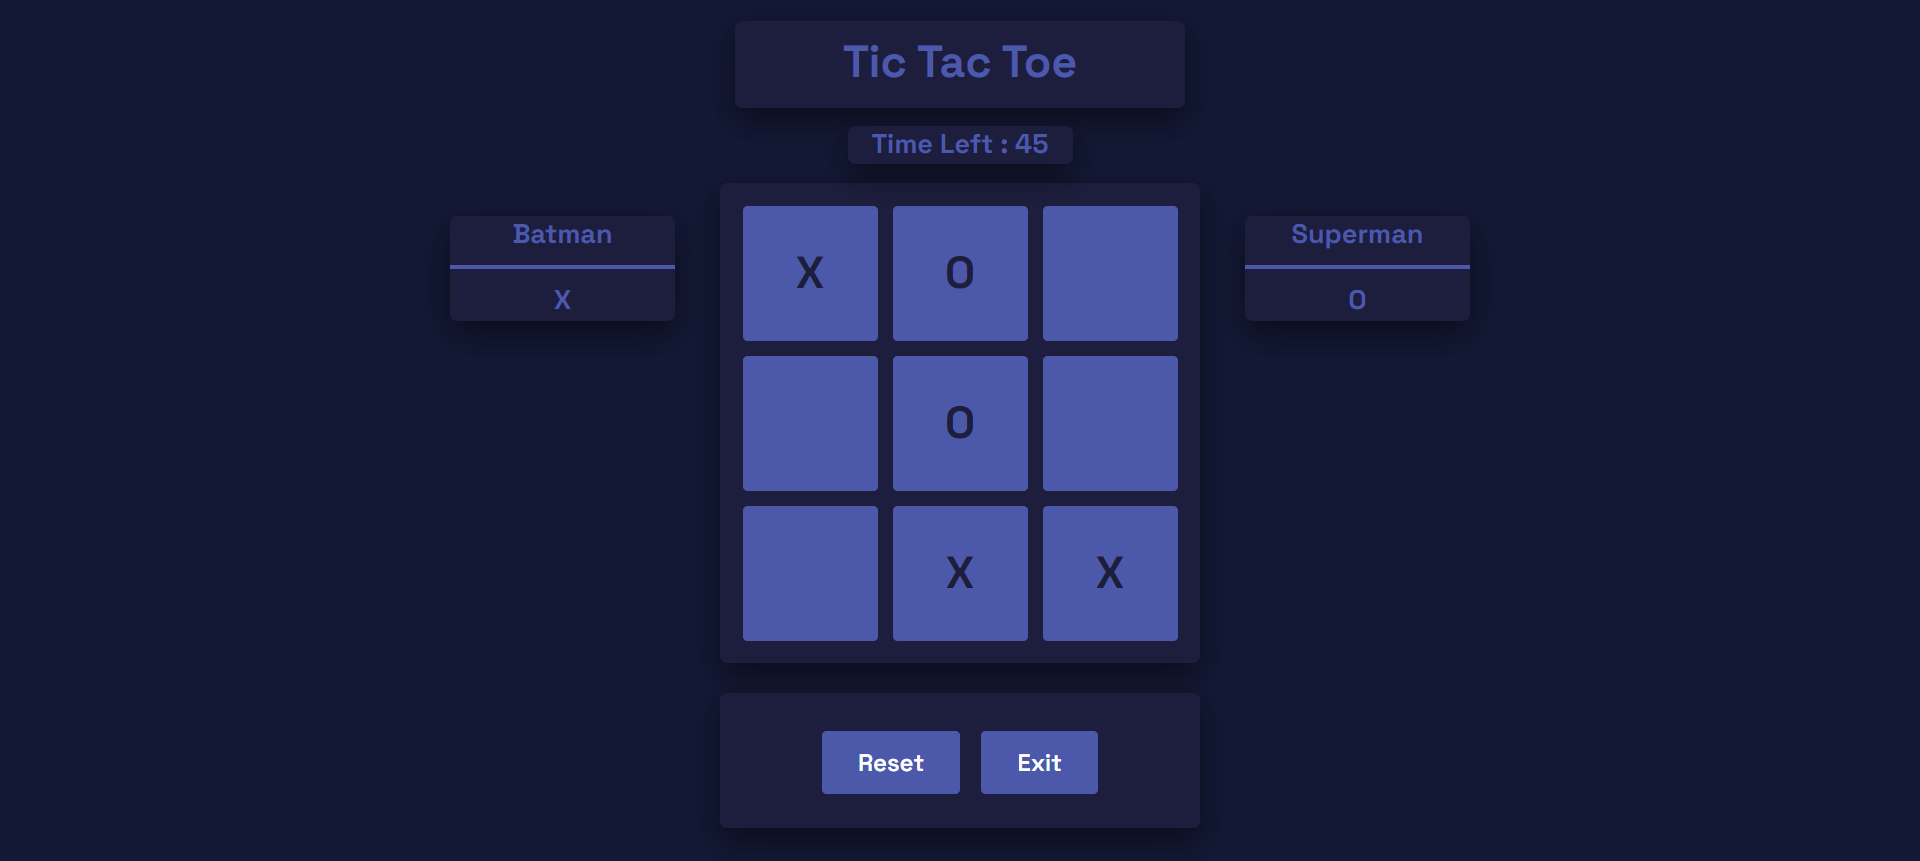 Tic Tac Toe
Time Left : 45
Batman
X
Superman
O
X O
O
X X
Reset Exit